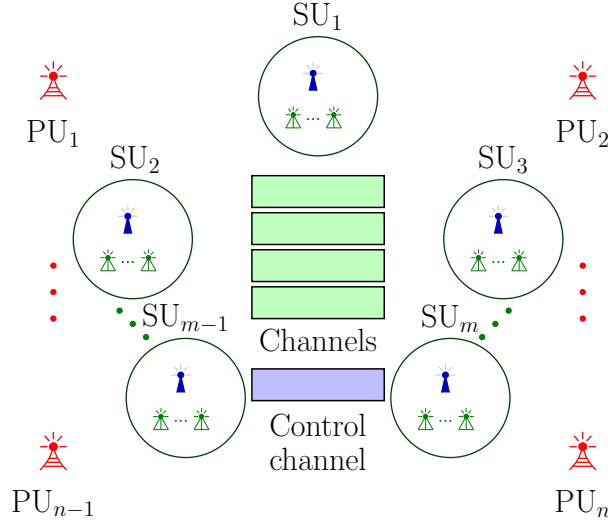 SU₁
PU₁
PU₂
SU₂
SU₃
SUₘ₋₁
SUₘ
Channels
Control
channel
PUₙ₋₁
PUₙ